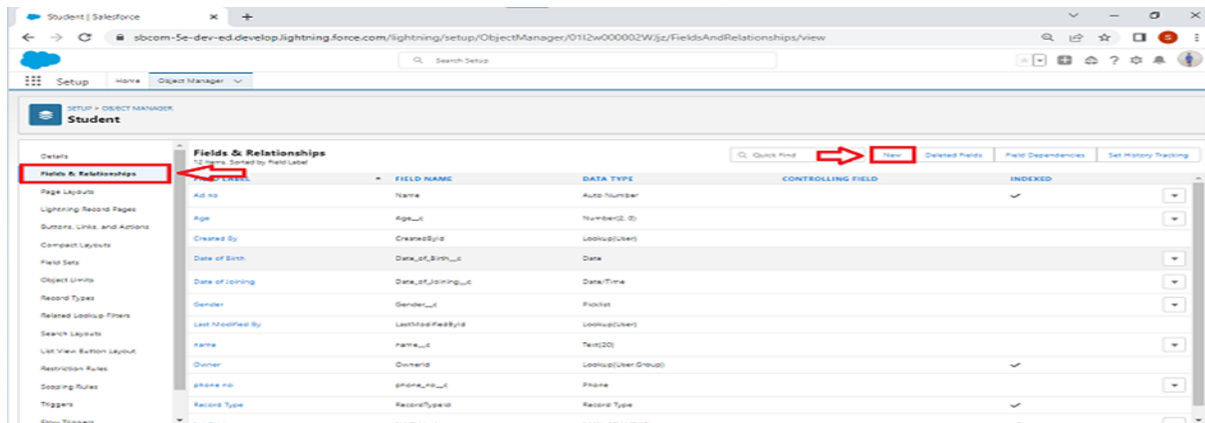 Student | Salesforce
sbcom-5e-dev-ed.develop.lightning.force.com/lightning/setup/ObjectManager/01I2w000002WJjz/FieldsAndRelationships/view
S
Search Setup
Setup Home Object Manager
SETUP > OBJECT MANAGER
Student
Details
Fields & Relationships
Page Layouts
Lightning Record Pages
Buttons, Links, and Actions
Compact Layouts
Field Sets
Object Limits
Record Types
Related Lookup Filters
Search Layouts
List View Button Layout
Restriction Rules
Scoping Rules
Triggers
Flow Triggers
Fields & Relationships
12 Items, Sorted by Field Label
Quick Find New Deleted Fields Field Dependencies Set History Tracking
FIELD LABEL FIELD NAME DATA TYPE CONTROLLING FIELD INDEXED
Ad no Name Auto Number
Age Age__c Number(2, 0)
Created By CreatedById Lookup(User)
Date of Birth Date_of_Birth__c Date
Date of Joining Date_of_Joining__c Date/Time
Gender Gender__c Picklist
Last Modified By LastModifiedById Lookup(User)
name name__c Text(20)
Owner OwnerId Lookup(User,Group)
phone no phone_no__c Phone
Record Type RecordTypeId Record Type